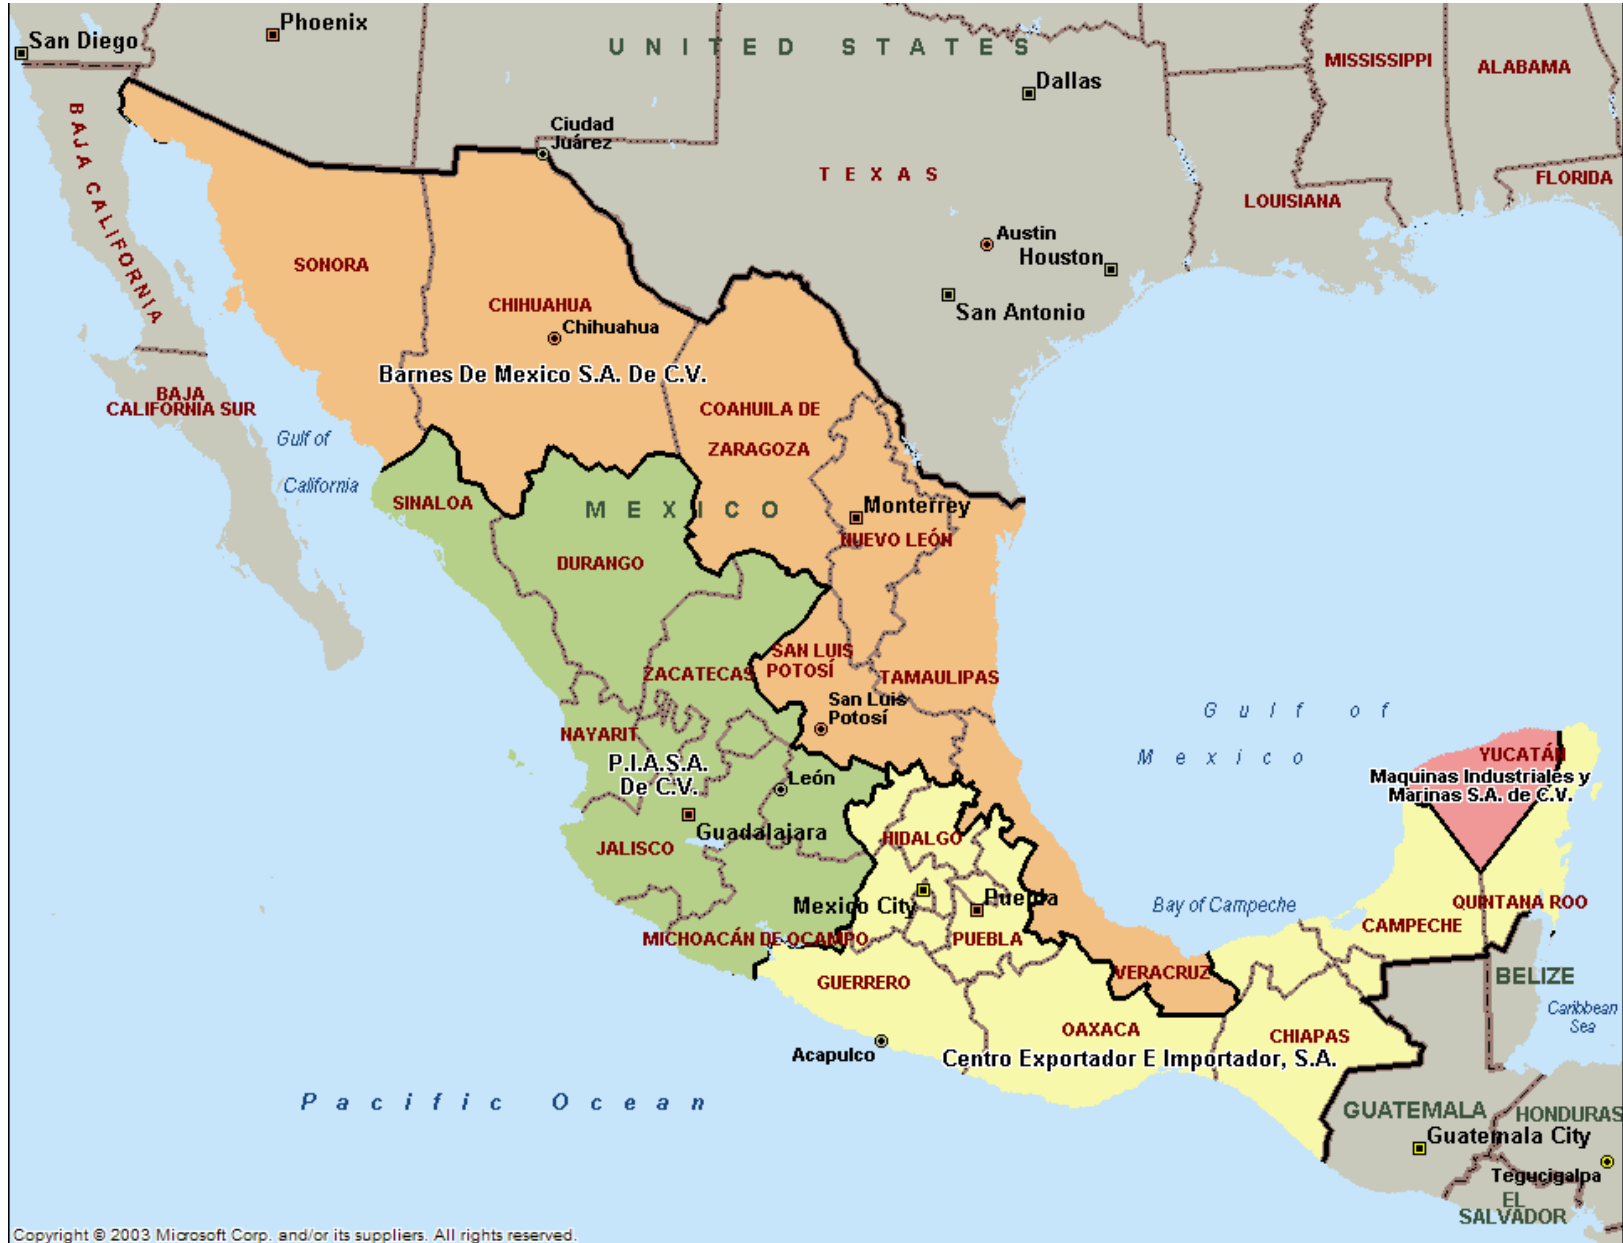 Phoenix
San Diego
UNITED STATES
MISSISSIPPI
ALABAMA
Dallas
BAJA CALIFORNIA
Ciudad
Juárez
TEXAS
FLORIDA
LOUISIANA
Austin
Houston
SONORA
CHIHUAHUA
San Antonio
Chihuahua
Barnes De Mexico S.A. De C.V.
BAJA
CALIFORNIA SUR
COAHUILA DE
ZARAGOZA
Gulf of
California
SINALOA
MEXICO
Monterrey
NUEVO LEÓN
DURANGO
SAN LUIS
POTOSÍ
ZACATECAS
TAMAULIPAS
San Luis
Potosí
Gulf of
Mexico
NAYARIT
P.I.A.S.A.
De C.V.
León
YUCATÁN
Maquinas Industriales y
Marinas S.A. de C.V.
Guadalajara
JALISCO
HIDALGO
Mexico City
Puebla
Bay of Campeche
QUINTANA ROO
CAMPECHE
MICHOACÁN DE OCAMPO
PUEBLA
VERACRUZ
BELIZE
GUERRERO
Caribbean
Sea
OAXACA
CHIAPAS
Acapulco
Centro Exportador E Importador, S.A.
Pacific Ocean
GUATEMALA
HONDURAS
Guatemala City
Tegucigalpa
EL
SALVADOR
Copyright © 2003 Microsoft Corp. and/or its suppliers. All rights reserved.